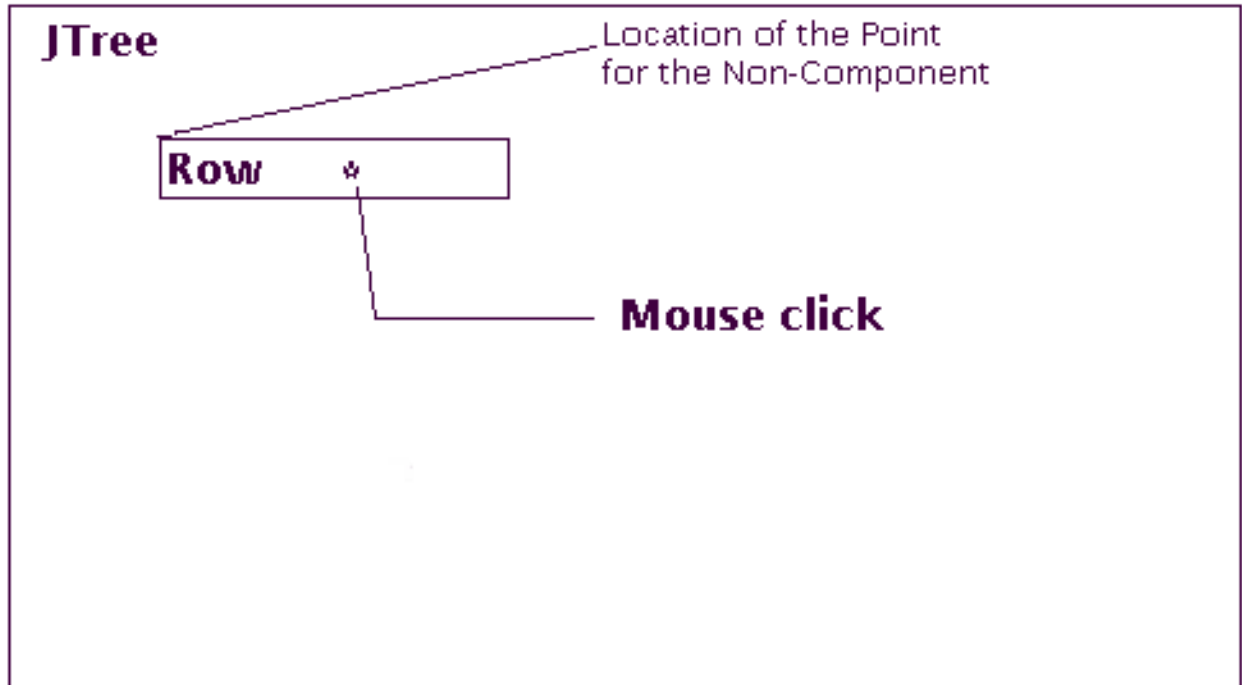 JTree
Location of the Point
for the Non-Component
Row
Mouse click